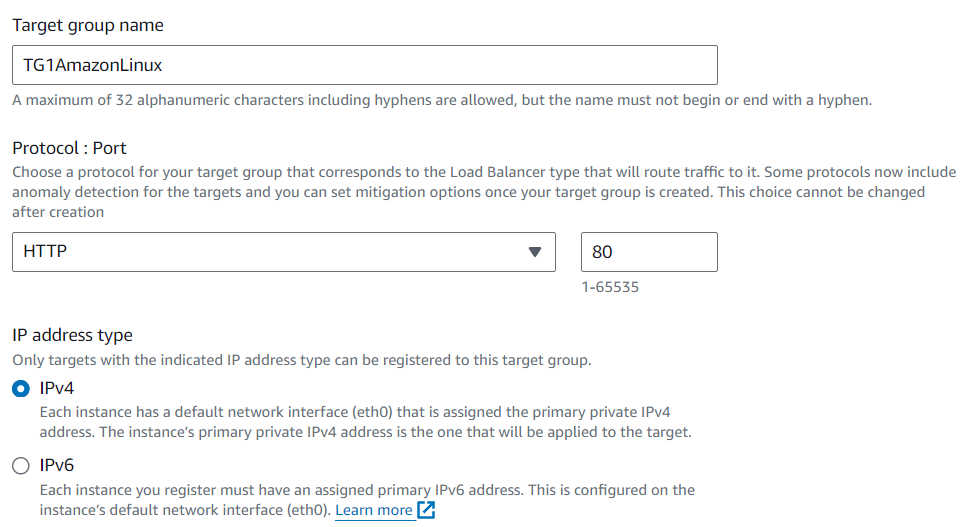 Target group name
TG1AmazonLinux
A maximum of 32 alphanumeric characters including hyphens are allowed, but the name must not begin or end with a hyphen.
Protocol : Port
Choose a protocol for your target group that corresponds to the Load Balancer type that will route traffic to it. Some protocols now include
anomaly detection for the targets and you can set mitigation options once your target group is created. This choice cannot be changed
after creation
HTTP 80
1-65535
IP address type
Only targets with the indicated IP address type can be registered to this target group.
IPv4
Each instance has a default network interface (eth0) that is assigned the primary private IPv4
address. The instance's primary private IPv4 address is the one that will be applied to the target.
IPv6
Each instance you register must have an assigned primary IPv6 address. This is configured on the
instance's default network interface (eth0). Learn more